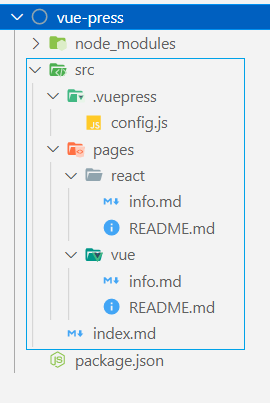 vue-press
node_modules
src
.vuepress
config.js
pages
react
info.md
README.md
vue
info.md
README.md
index.md
package.json